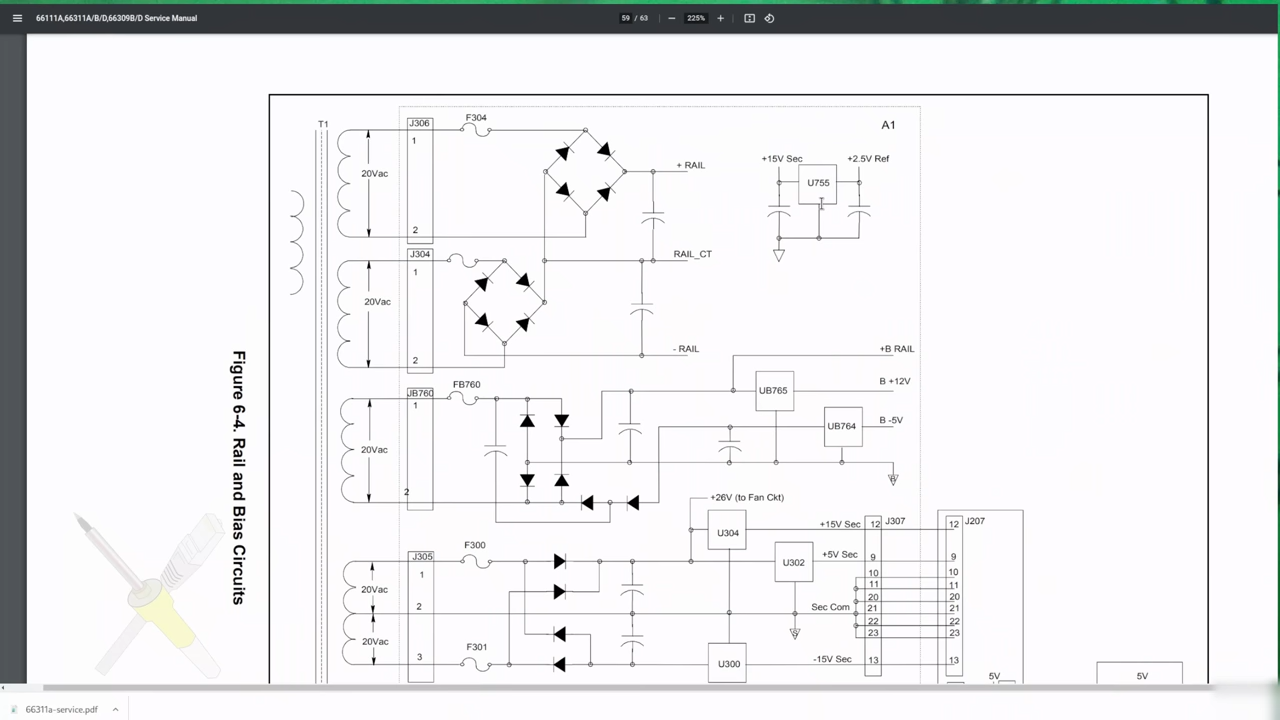 66111A,66311A/B/D,66309B/D Service Manual
59 / 63
225%
T1
J306
F304
A1
1
+ RAIL
+15V Sec
+2.5V Ref
20Vac
U755
2
J304
RAIL_CT
1
20Vac
- RAIL
+B RAIL
2
Figure 6-4. Rail and Bias Circuits
JB760
FB760
UB765
B +12V
1
UB764
B -5V
20Vac
2
+26V (to Fan Ckt)
+15V Sec
12
J307
12
J207
U304
J305
F300
+5V Sec
9
9
1
U302
10
10
11
11
20Vac
20
20
2
Sec Com
21
21
22
22
20Vac
23
23
3
F301
U300
-15V Sec
13
13
5V
5V
66311a-service.pdf